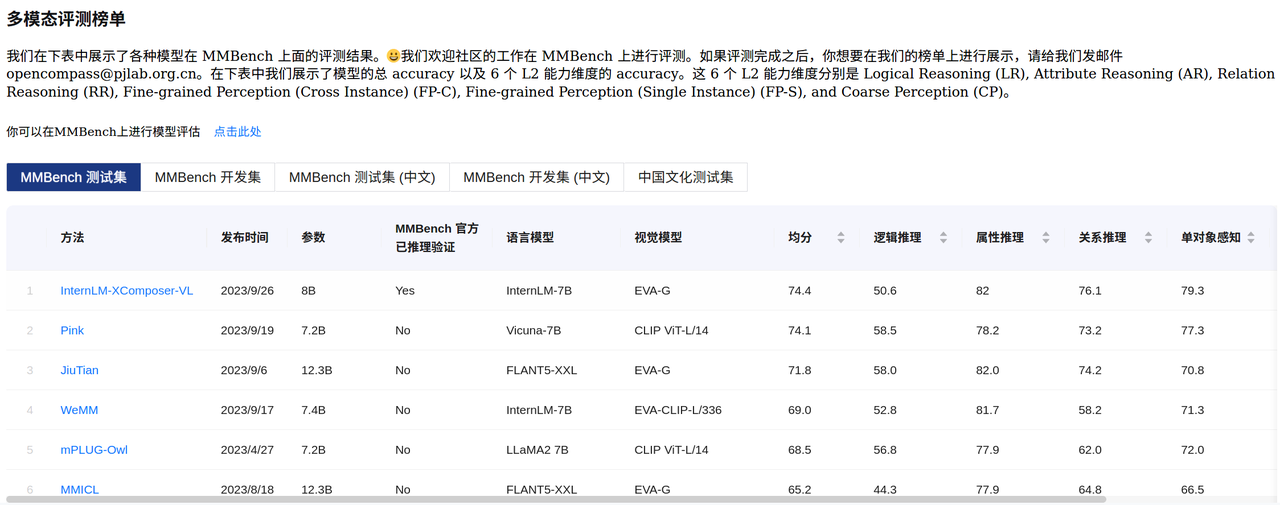 多模态评测榜单
我们在下表中展示了各种模型在 MMBench 上面的评测结果。😀我们欢迎社区的工作在 MMBench 上进行评测。如果评测完成之后，你想要在我们的榜单上进行展示，请给我们发邮件
opencompass@pjlab.org.cn。在下表中我们展示了模型的总 accuracy 以及 6 个 L2 能力维度的 accuracy。这 6 个 L2 能力维度分别是 Logical Reasoning (LR), Attribute Reasoning (AR), Relation
Reasoning (RR), Fine-grained Perception (Cross Instance) (FP-C), Fine-grained Perception (Single Instance) (FP-S), and Coarse Perception (CP)。
你可以在MMBench上进行模型评估 点击此处
MMBench 测试集 MMBench 开发集 MMBench 测试集 (中文) MMBench 开发集 (中文) 中国文化测试集
方法 发布时间 参数 MMBench 官方已推理验证 语言模型 视觉模型 均分 逻辑推理 属性推理 关系推理 单对象感知
1 InternLM-XComposer-VL 2023/9/26 8B Yes InternLM-7B EVA-G 74.4 50.6 82 76.1 79.3
2 Pink 2023/9/19 7.2B No Vicuna-7B CLIP ViT-L/14 74.1 58.5 78.2 73.2 77.3
3 JiuTian 2023/9/6 12.3B No FLANT5-XXL EVA-G 71.8 58.0 82.0 74.2 70.8
4 WeMM 2023/9/17 7.4B No InternLM-7B EVA-CLIP-L/336 69.0 52.8 81.7 58.2 71.3
5 mPLUG-Owl 2023/4/27 7.2B No LLaMA2 7B CLIP ViT-L/14 68.5 56.8 77.9 62.0 72.0
6 MMICL 2023/8/18 12.3B No FLANT5-XXL EVA-G 65.2 44.3 77.9 64.8 66.5